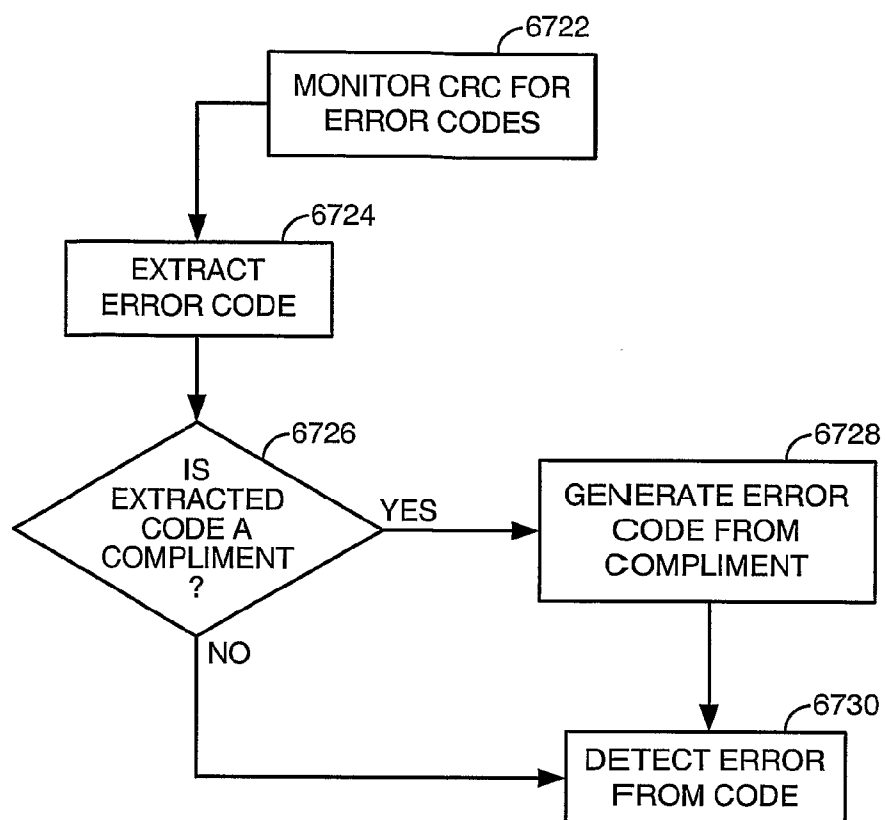 6722
MONITOR CRC FOR
ERROR CODES
6724
EXTRACT
ERROR CODE
6726
IS
EXTRACTED
CODE A
COMPLIMENT
?
YES
6728
GENERATE ERROR
CODE FROM
COMPLIMENT
NO
6730
DETECT ERROR
FROM CODE